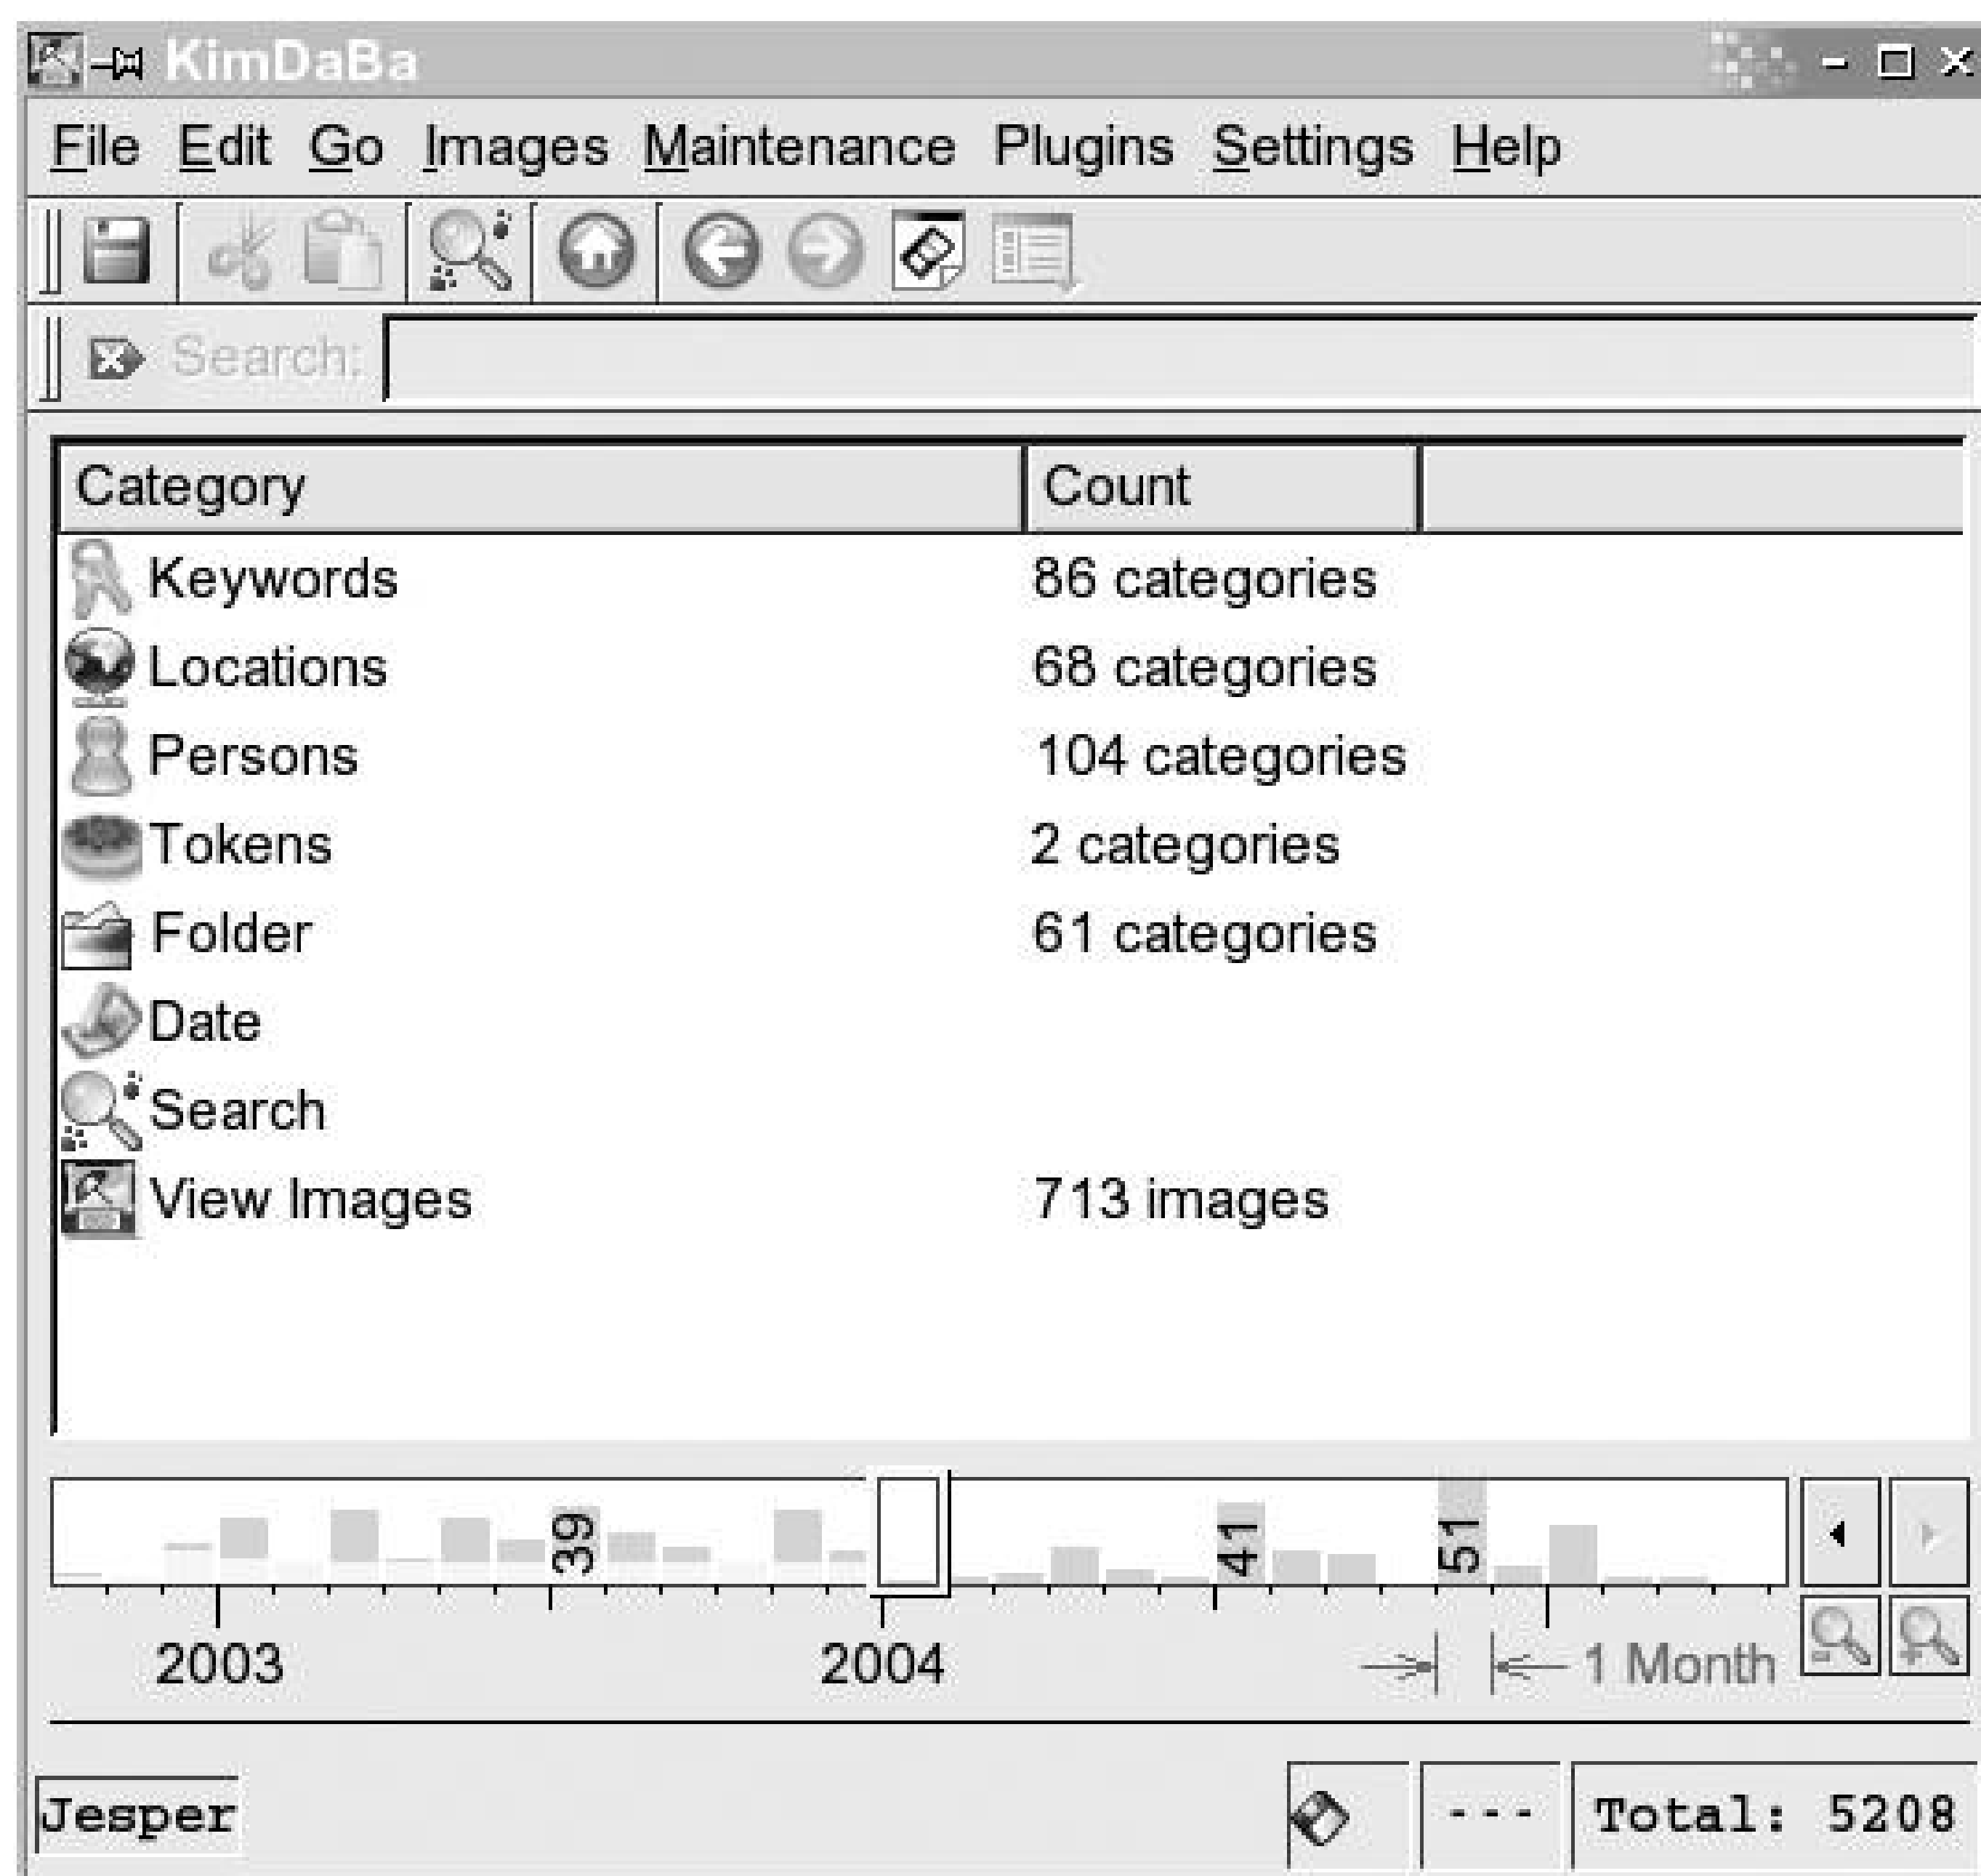 KimDaBa
File Edit Go Images Maintenance Plugins Settings Help
Search:
Category Count
Keywords 86 categories
Locations 68 categories
Persons 104 categories
Tokens 2 categories
Folder 61 categories
Date
Search
View Images 713 images
39 41 51
2003 2004 1 Month
Jesper --- Total: 5208